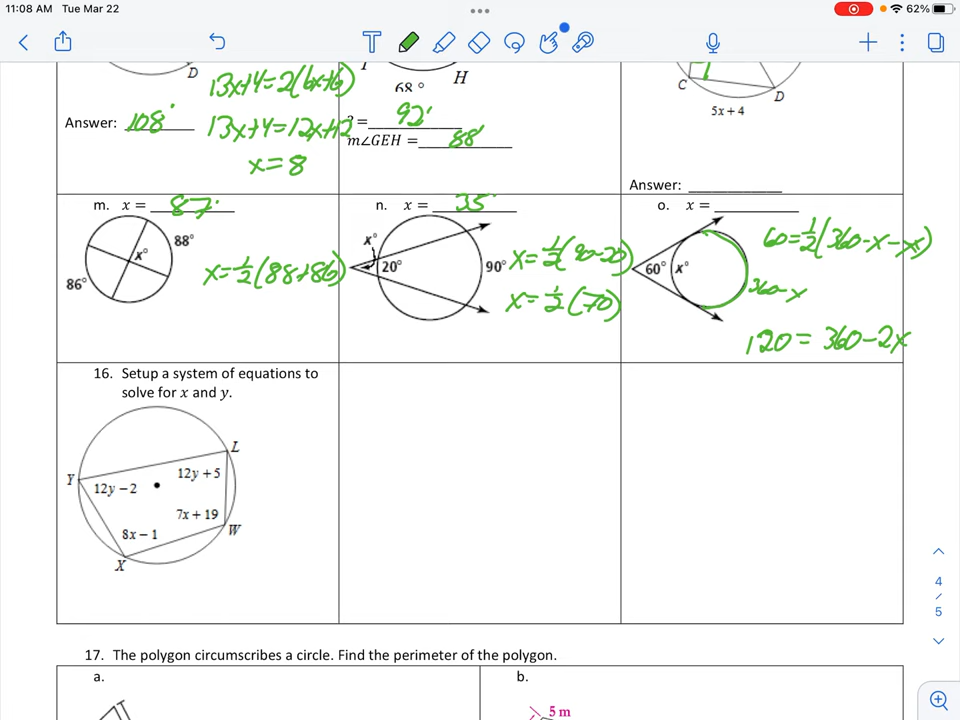 11:08 AM Tue Mar 22
62%
D
13x+4=2(6x+6)
68°
H
C
D
5x + 4
Answer: 108°
13x+4=12x+12
= 92°
m∠GEH = 88°
x=8
Answer:
m. x = 87°
n. x = 35°
o. x =
88°
x°
86°
x=½(88+86)
x°
20°
90°
x=½(90-20)
x=½(70)
60°
x°
60=½(360-x-x)
360-x
120=360-2x
16. Setup a system of equations to
solve for x and y.
L
Y
12y + 5
12y − 2
7x + 19
W
8x − 1
X
4
/
5
17. The polygon circumscribes a circle. Find the perimeter of the polygon.
a.
b.
5 m